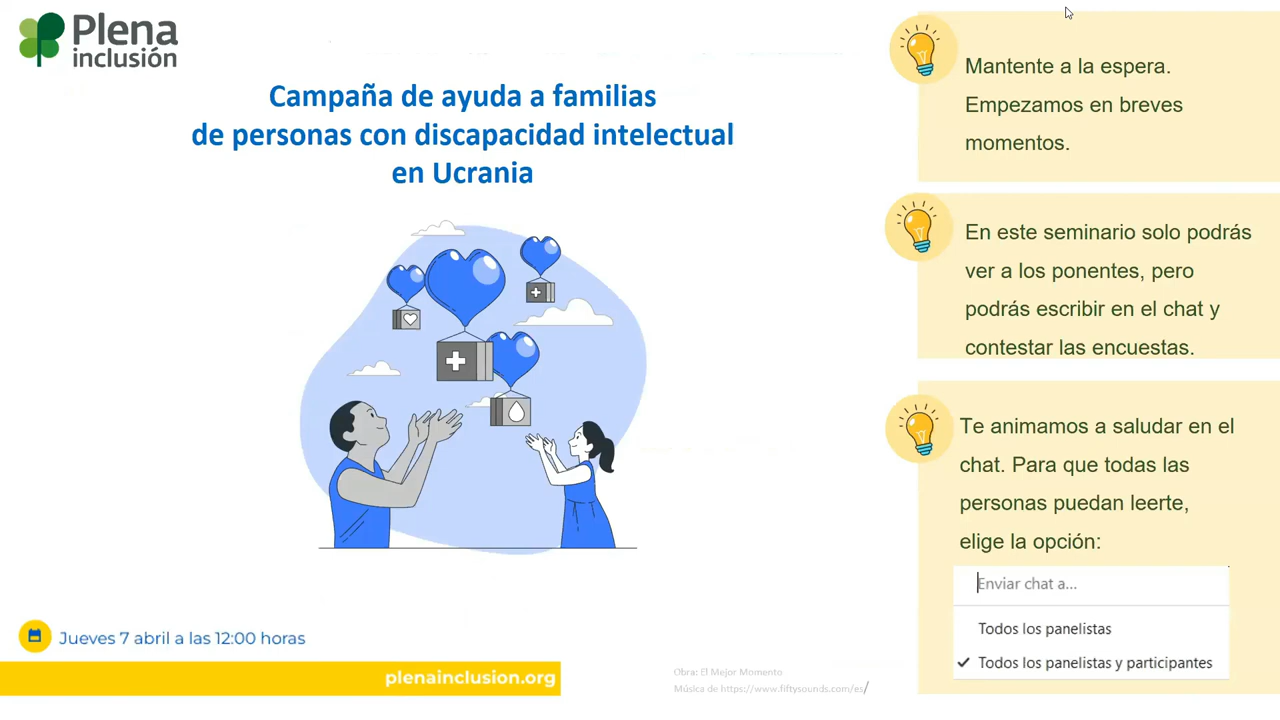 Plena
inclusión
Campaña de ayuda a familias
de personas con discapacidad intelectual
en Ucrania
Jueves 7 abril a las 12:00 horas
plenainclusion.org
Obra: El Mejor Momento
Música de https://www.fiftysounds.com/es/
Mantente a la espera.
Empezamos en breves
momentos.
En este seminario solo podrás
ver a los ponentes, pero
podrás escribir en el chat y
contestar las encuestas.
Te animamos a saludar en el
chat. Para que todas las
personas puedan leerte,
elige la opción:
Enviar chat a...
Todos los panelistas
Todos los panelistas y participantes